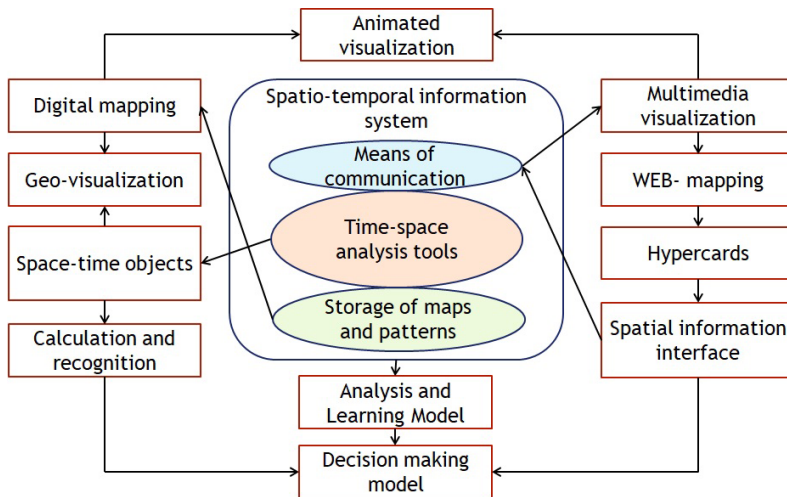 Animated
visualization
Digital mapping
Spatio-temporal information
system
Multimedia
visualization
Means of
communication
Geo-visualization
WEB- mapping
Time-space
analysis tools
Space-time objects
Hypercards
Storage of maps
and patterns
Calculation and
recognition
Spatial information
interface
Analysis and
Learning Model
Decision making
model